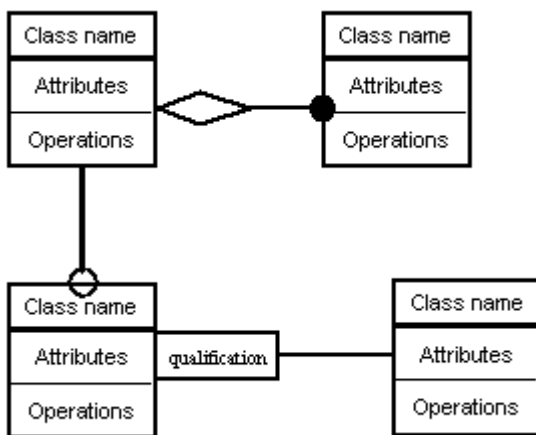 Class name
Attributes
Operations
Class name
Attributes
Operations
Class name
Attributes
Operations
qualification
Class name
Attributes
Operations